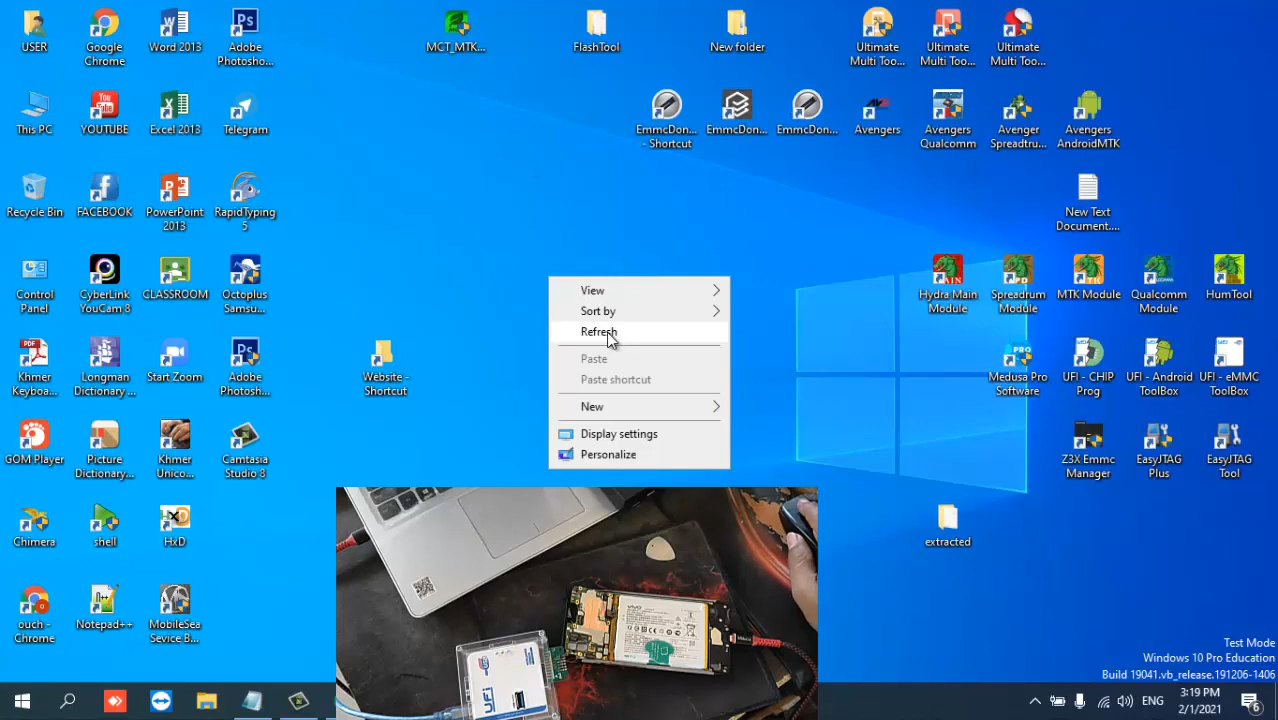 USER
Google
Chrome
Word 2013
Adobe
Photosho...
MCT_MTK...
FlashTool
New folder
Ultimate
Multi Too...
Ultimate
Multi Too...
Ultimate
Multi Too...
This PC
YOUTUBE
Excel 2013
Telegram
EmmcDon...
- Shortcut
EmmcDon...
EmmcDon...
Avengers
Avengers
Qualcomm
Avenger
Spreadtru...
Avengers
AndroidMTK
Recycle Bin
FACEBOOK
PowerPoint
2013
RapidTyping
5
New Text
Document....
Control
Panel
CyberLink
YouCam 8
CLASSROOM
Octoplus
Samsu...
Hydra Main
Module
Spreadrum
Module
MTK Module
Qualcomm
Module
HumTool
View
Sort by
Refresh
Paste
Paste shortcut
New
Display settings
Personalize
Khmer
Keyboa...
Longman
Dictionary ...
Start Zoom
Adobe
Photosh...
Website -
Shortcut
Medusa Pro
Software
UFI - CHIP
Prog
UFI - Android
ToolBox
UFI - eMMC
ToolBox
GOM Player
Picture
Dictionary...
Khmer
Unico...
Camtasia
Studio 8
Z3X Emmc
Manager
EasyJTAG
Plus
EasyJTAG
Tool
Chimera
shell
HxD
extracted
ouch -
Chrome
Notepad++
MobileSea
Sevice B...
vivo
UFi
Test Mode
Windows 10 Pro Education
Build 19041.vb_release.191206-1406
ENG
3:19 PM
2/1/2021
6